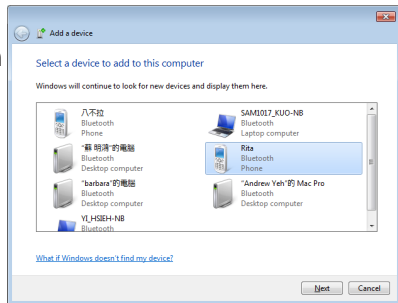 Add a device
Select a device to add to this computer
Windows will continue to look for new devices and display them here.
八不拉
Bluetooth
Phone
SAM1017_KUO-NB
Bluetooth
Laptop computer
"蘇 明清"的電腦
Bluetooth
Desktop computer
Rita
Bluetooth
Phone
"barbara"的電腦
Bluetooth
Desktop computer
"Andrew Yeh"的 Mac Pro
Bluetooth
Desktop computer
YI_HSIEH-NB
Bluetooth
What if Windows doesn't find my device?
Next
Cancel